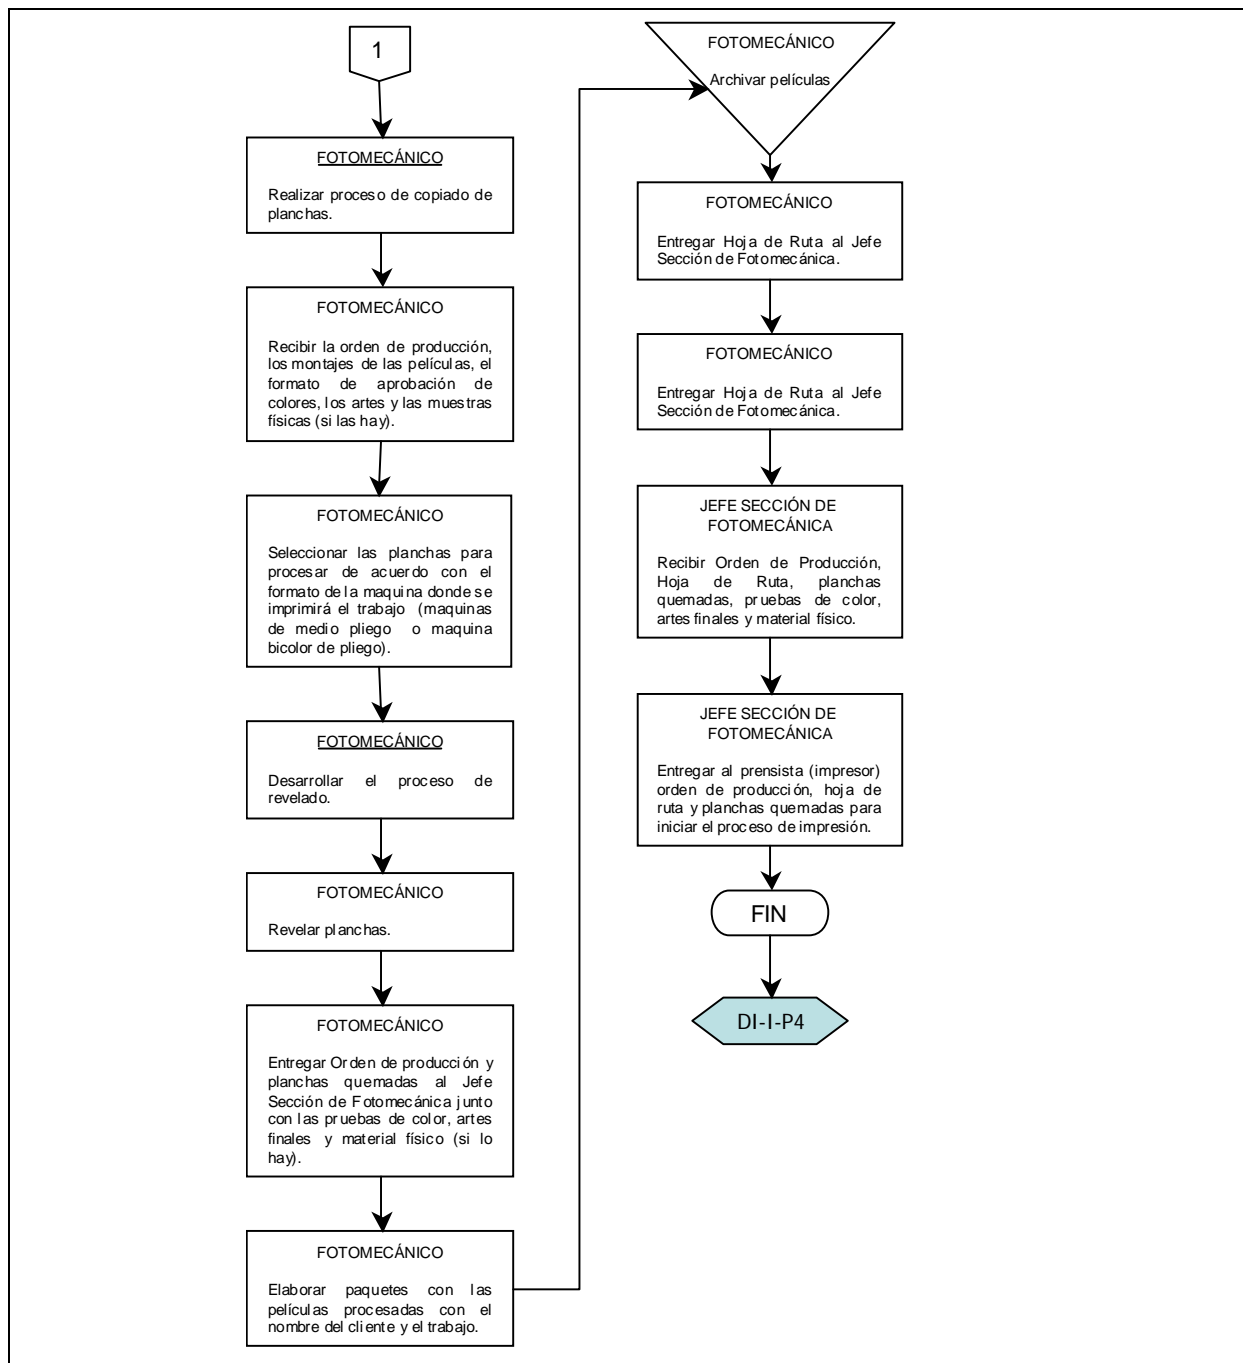 1
FOTOMECÁNICO
Realizar proceso de copiado de
planchas.
FOTOMECÁNICO
Recibir la orden de producción,
los montajes de las películas, el
formato de aprobación de
colores, los artes y las muestras
físicas (si las hay).
FOTOMECÁNICO
Seleccionar las planchas para
procesar de acuerdo con el
formato de la maquina donde se
imprimirá el trabajo (maquinas
de medio pliego o maquina
bicolor de pliego).
FOTOMECÁNICO
Desarrollar el proceso de
revelado.
FOTOMECÁNICO
Revelar planchas.
FOTOMECÁNICO
Entregar Orden de producción y
planchas quemadas al Jefe
Sección de Fotomecánica junto
con las pruebas de color, artes
finales y material físico (si lo
hay).
FOTOMECÁNICO
Elaborar paquetes con las
películas procesadas con el
nombre del cliente y el trabajo.
FOTOMECÁNICO
Archivar películas
FOTOMECÁNICO
Entregar Hoja de Ruta al Jefe
Sección de Fotomecánica.
FOTOMECÁNICO
Entregar Hoja de Ruta al Jefe
Sección de Fotomecánica.
JEFE SECCIÓN DE
FOTOMECÁNICA
Recibir Orden de Producción,
Hoja de Ruta, planchas
quemadas, pruebas de color,
artes finales y material físico.
JEFE SECCIÓN DE
FOTOMECÁNICA
Entregar al prensista (impresor)
orden de producción, hoja de
ruta y planchas quemadas para
iniciar el proceso de impresión.
FIN
DI-I-P4